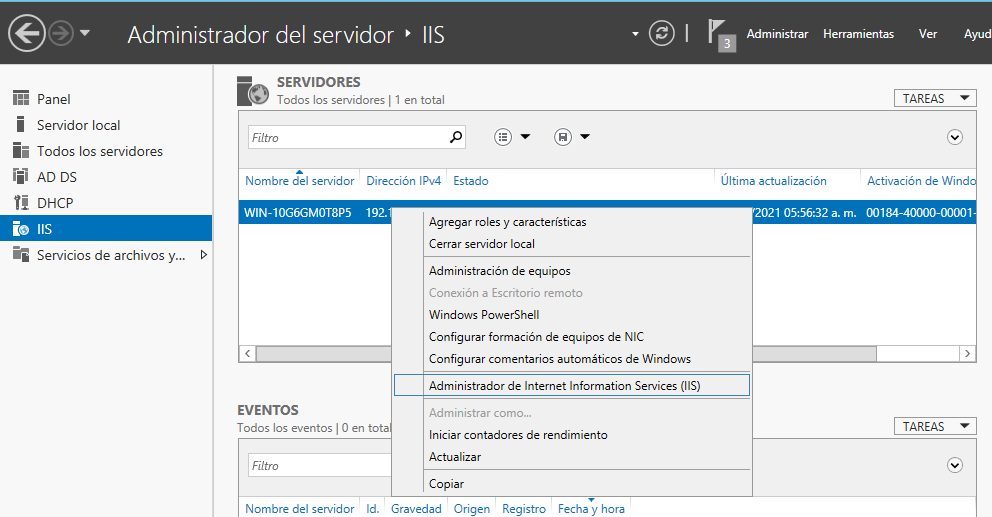 Administrador del servidor ‣ IIS
3
Administrar Herramientas Ver Ayud
Panel
Servidor local
Todos los servidores
AD DS
DHCP
IIS
Servicios de archivos y...
SERVIDORES
Todos los servidores | 1 en total
TAREAS
Filtro
Nombre del servidor Dirección IPv4 Estado Última actualización Activación de Windo
WIN-10G6GM0T8P5 192.1 /2021 05:56:32 a. m. 00184-40000-00001-
Agregar roles y características
Cerrar servidor local
Administración de equipos
Conexión a Escritorio remoto
Windows PowerShell
Configurar formación de equipos de NIC
Configurar comentarios automáticos de Windows
Administrador de Internet Information Services (IIS)
Administrar como...
Iniciar contadores de rendimiento
Actualizar
Copiar
EVENTOS
Todos los eventos | 0 en total
TAREAS
Filtro
Nombre del servidor Id. Gravedad Origen Registro Fecha y hora